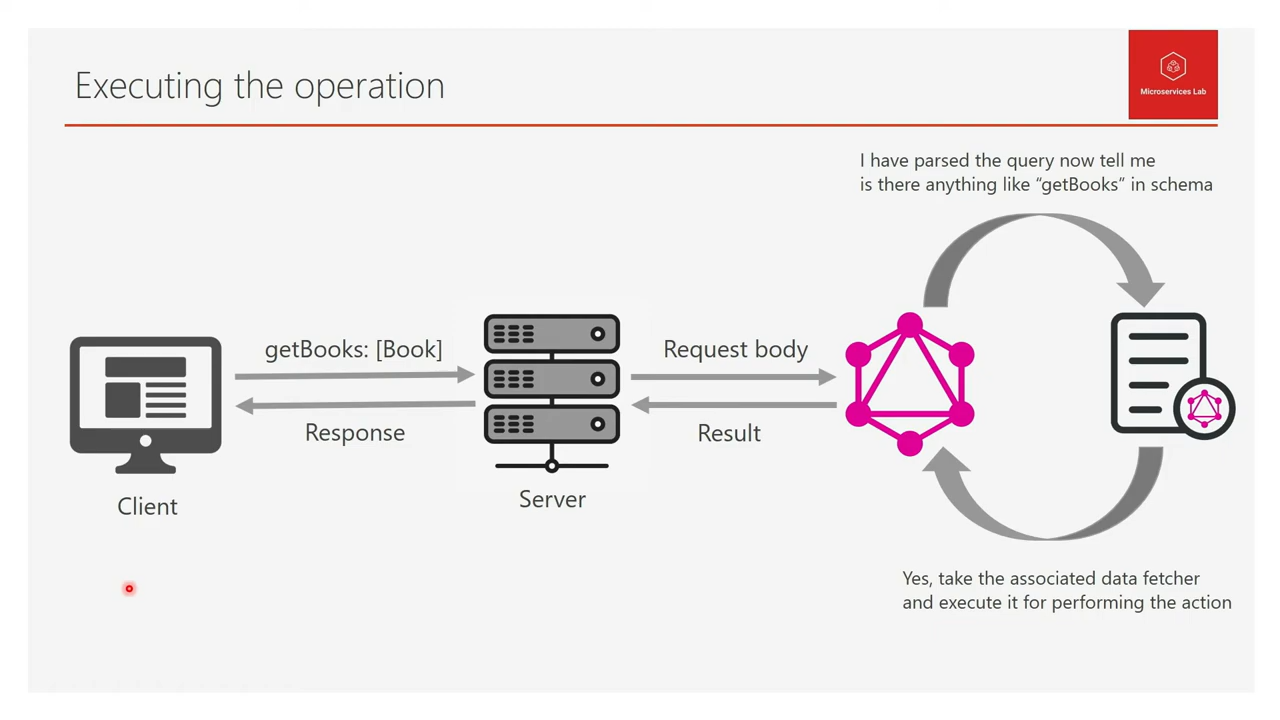 Executing the operation
Microservices Lab
I have parsed the query now tell me
is there anything like “getBooks” in schema
getBooks: [Book]
Request body
Response
Result
Client
Server
Yes, take the associated data fetcher
and execute it for performing the action